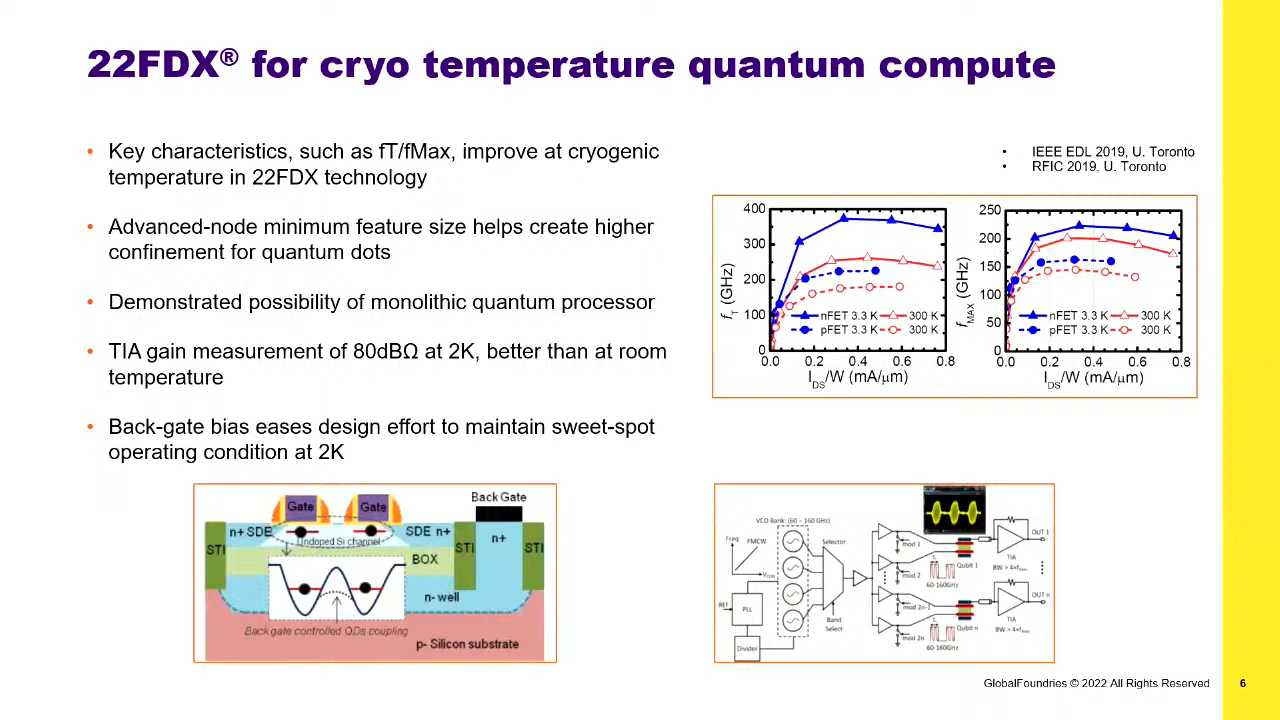 22FDX® for cryo temperature quantum compute
• Key characteristics, such as fT/fMax, improve at cryogenic
temperature in 22FDX technology
• Advanced-node minimum feature size helps create higher
confinement for quantum dots
• Demonstrated possibility of monolithic quantum processor
• TIA gain measurement of 80dBΩ at 2K, better than at room
temperature
• Back-gate bias eases design effort to maintain sweet-spot
operating condition at 2K
• IEEE EDL 2019, U. Toronto
• RFIC 2019, U. Toronto
400
300
200
100
0
fT (GHz)
nFET 3.3 K 300 K
pFET 3.3 K 300 K
0.0 0.2 0.4 0.6 0.8
IDS/W (mA/μm)
250
200
150
100
50
0
fMAX (GHz)
nFET 3.3 K 300 K
pFET 3.3 K 300 K
0.0 0.2 0.4 0.6 0.8
IDS/W (mA/μm)
Back Gate
Gate Gate
n+ SDE SDE n+ n+
STI STI STI
Undoped Si channel
BOX
n- well
Back gate controlled QDs coupling
p- Silicon substrate
VCO Bank: (60 – 160 GHz)
Freq
FMCW
VCON
Selector
REF
PLL
Divider
Band
Select
mod 1
mod 2
mod 2n-1
mod 2n
60-160GHz
Qubit 1
60-160GHz
Qubit n
OUT 1
TIA
OUT n
TIA
GlobalFoundries © 2022 All Rights Reserved 6